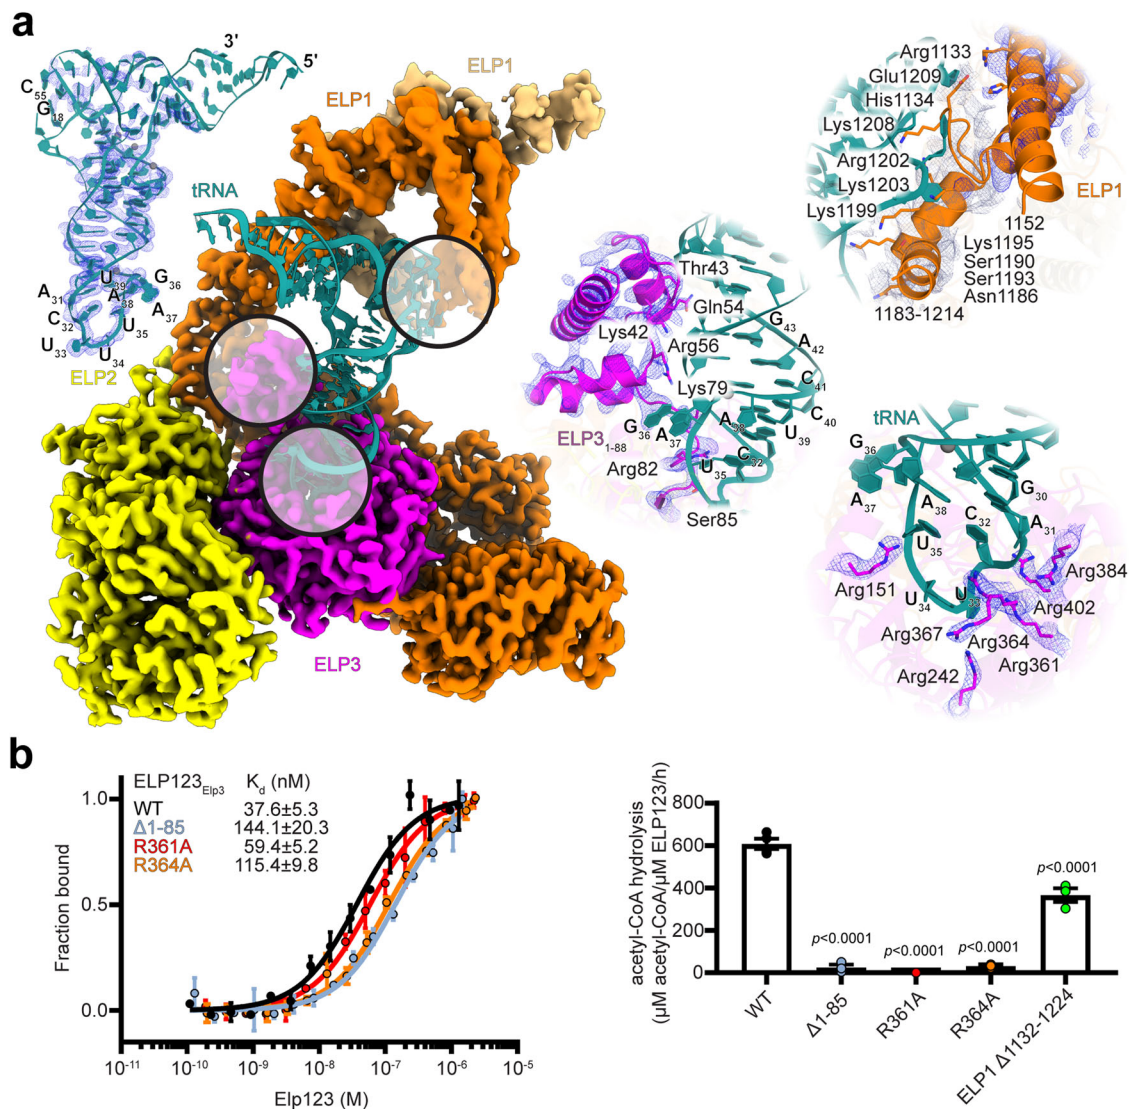 a
3'
5'
C55
G18
ELP1
ELP1
tRNA
U39
G36
A31
A38
A37
C32
U35
U33
U34
ELP2
ELP3
Arg1133
Glu1209
His1134
Lys1208
Arg1202
Lys1203
Lys1199
ELP1
1152
Lys1195
Ser1190
Ser1193
Asn1186
1183-1214
Thr43
Gln54
Lys42
G43
Arg56
A42
Lys79
C41
C40
G36
A37
A38
U39
ELP31-88
C32
Arg82
U35
Ser85
tRNA
G36
G30
A37
A38
C32
A31
U35
Arg384
Arg151
U34
U33
Arg402
Arg367
Arg364
Arg361
Arg242
b
ELP123Elp3 Kd (nM)
WT 37.6±5.3
Δ1-85 144.1±20.3
R361A 59.4±5.2
R364A 115.4±9.8
1.0
0.5
0.0
Fraction bound
10-11
10-10
10-9
10-8
10-7
10-6
10-5
Elp123 (M)
acetyl-CoA hydrolysis
(µM acetyl-CoA/µM ELP123/h)
800
600
400
200
0
p<0.0001
p<0.0001
p<0.0001
p<0.0001
WT
Δ1-85
R361A
R364A
ELP1 Δ1132-1224